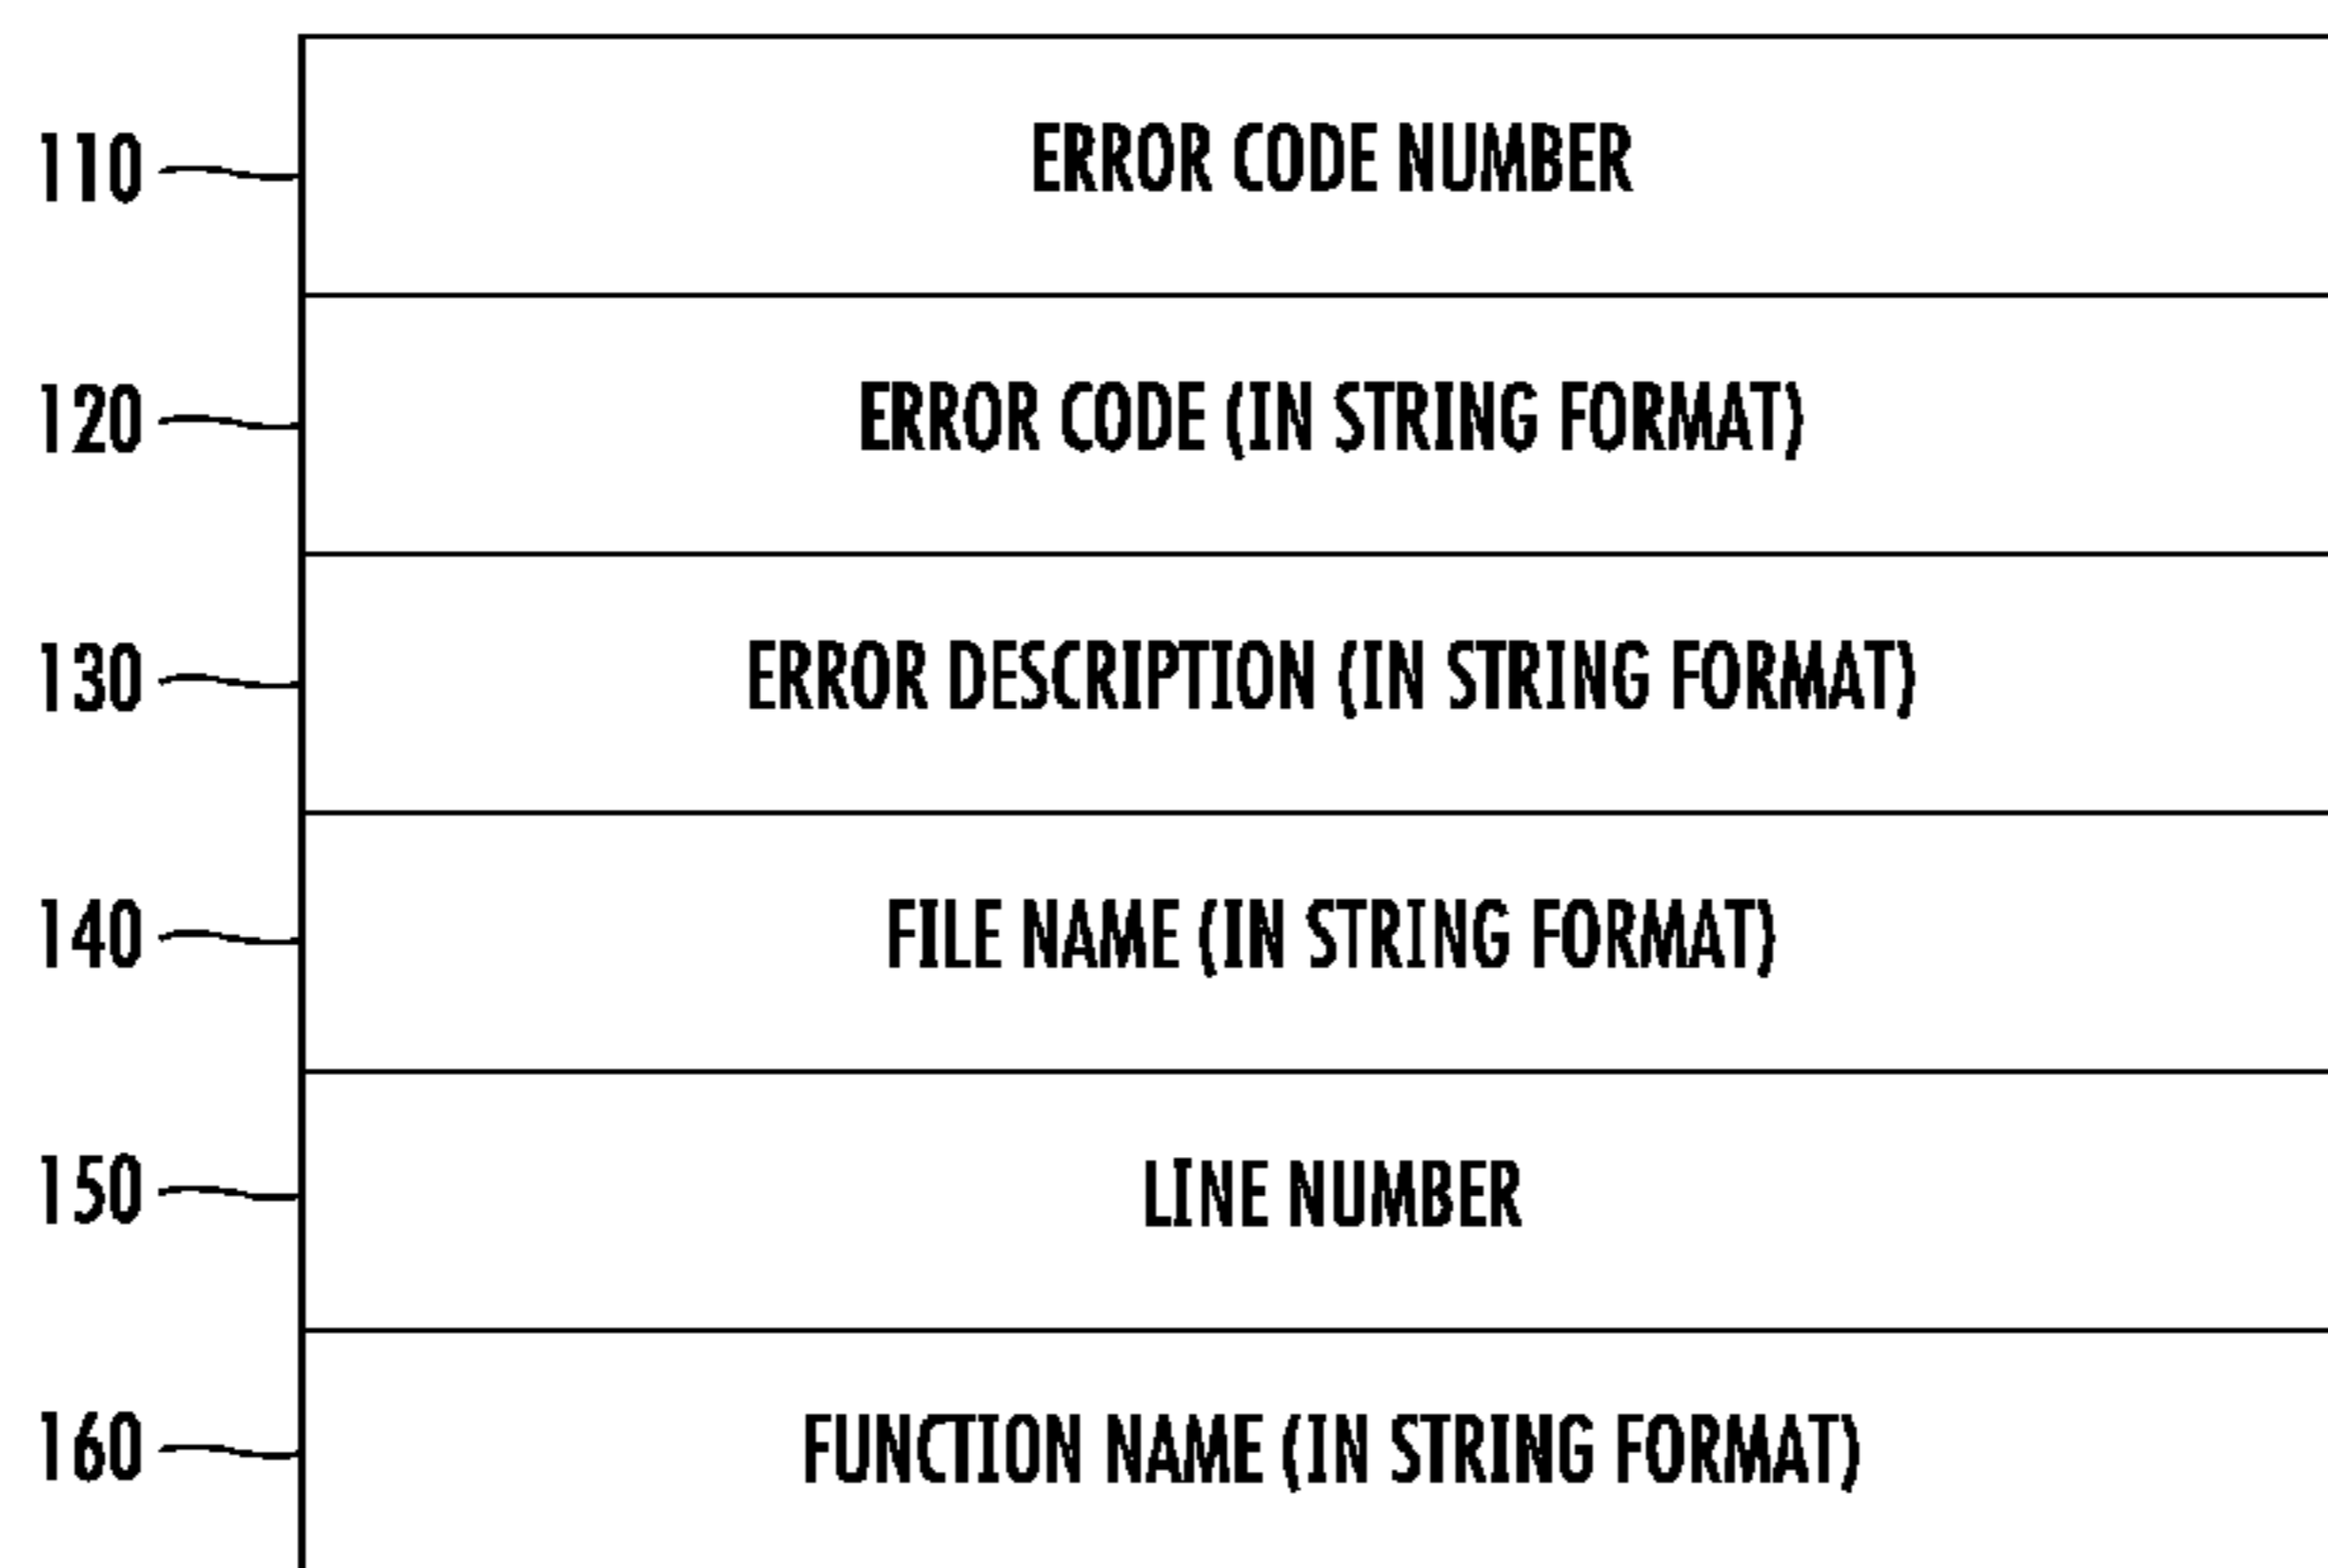 110 ERROR CODE NUMBER
120 ERROR CODE (IN STRING FORMAT)
130 ERROR DESCRIPTION (IN STRING FORMAT)
140 FILE NAME (IN STRING FORMAT)
150 LINE NUMBER
160 FUNCTION NAME (IN STRING FORMAT)